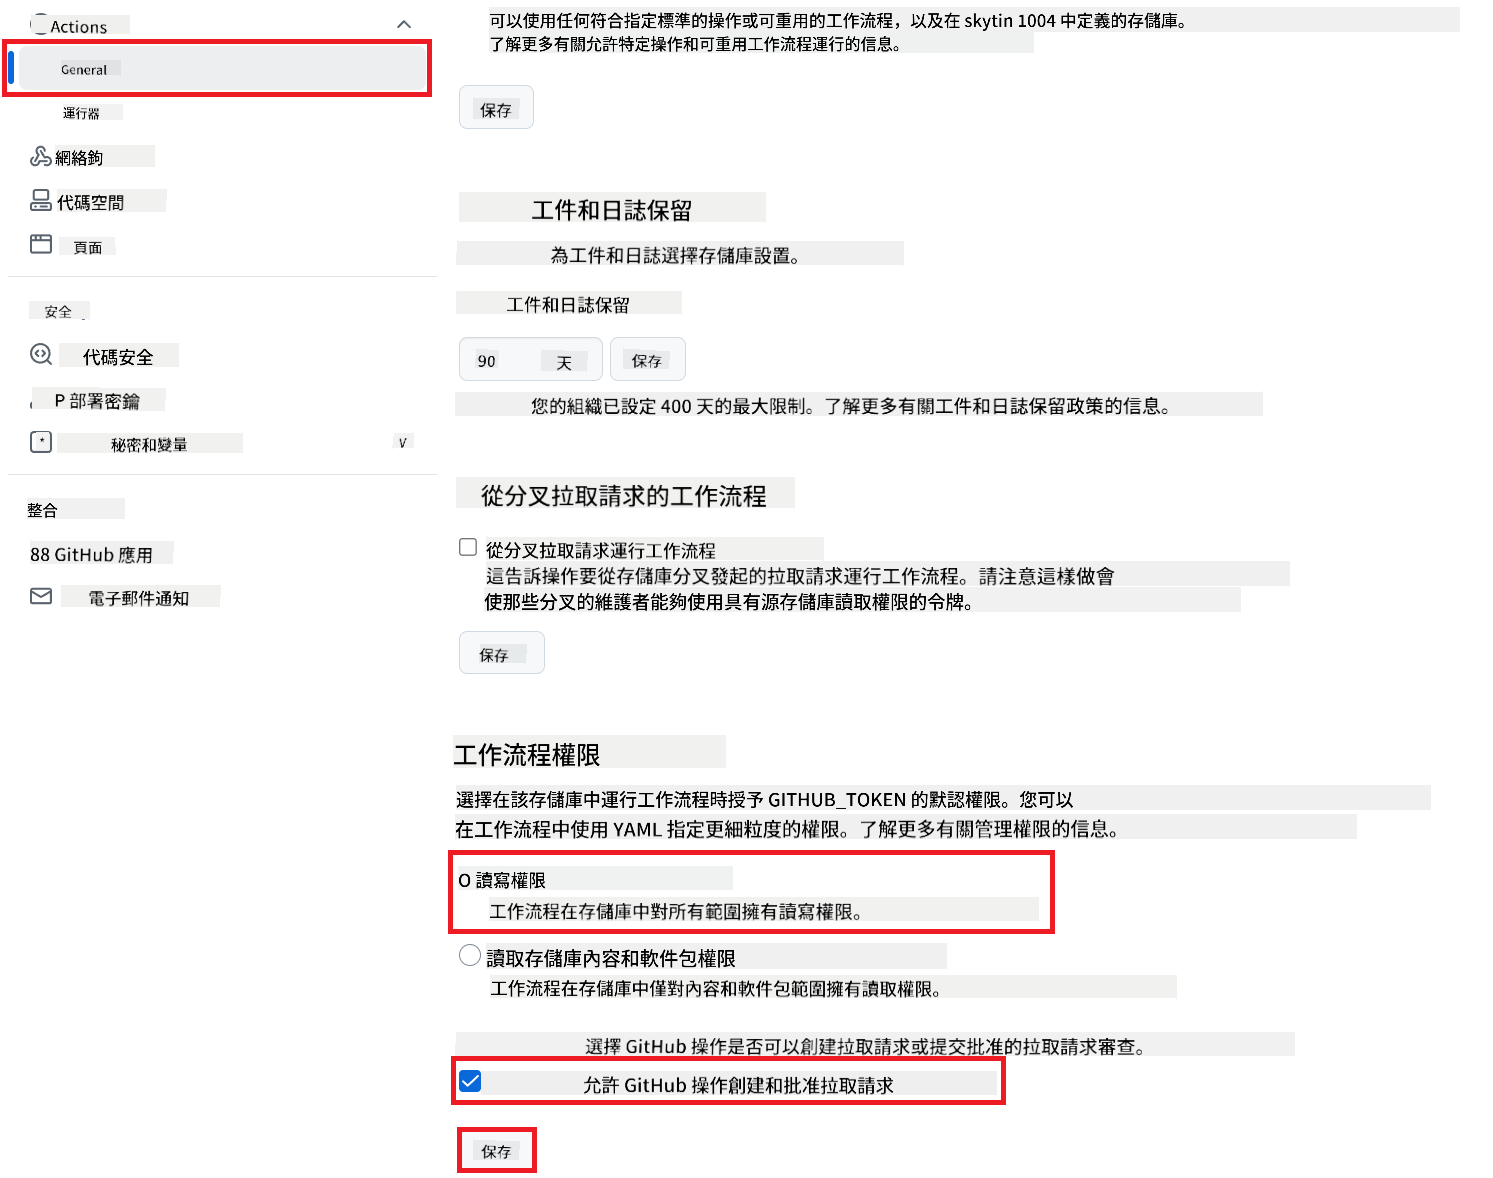 Actions
General
運行器
網絡鉤
代碼空間
頁面
安全
代碼安全
P 部署密鑰
秘密和變量
V
整合
88 GitHub 應用
電子郵件通知
可以使用任何符合指定標準的操作或可重用的工作流程，以及在 skytin 1004 中定義的存儲庫。
了解更多有關允許特定操作和可重用工作流程運行的信息。
保存
工件和日誌保留
為工件和日誌選擇存儲庫設置。
工件和日誌保留
90 天 保存
您的組織已設定 400 天的最大限制。了解更多有關工件和日誌保留政策的信息。
從分叉拉取請求的工作流程
從分叉拉取請求運行工作流程
這告訴操作要從存儲庫分叉發起的拉取請求運行工作流程。請注意這樣做會
使那些分叉的維護者能夠使用具有源存儲庫讀取權限的令牌。
保存
工作流程權限
選擇在該存儲庫中運行工作流程時授予 GITHUB_TOKEN 的默認權限。您可以
在工作流程中使用 YAML 指定更細粒度的權限。了解更多有關管理權限的信息。
O 讀寫權限
工作流程在存儲庫中對所有範圍擁有讀寫權限。
讀取存儲庫內容和軟件包權限
工作流程在存儲庫中僅對內容和軟件包範圍擁有讀取權限。
選擇 GitHub 操作是否可以創建拉取請求或提交批准的拉取請求審查。
允許 GitHub 操作創建和批准拉取請求
保存